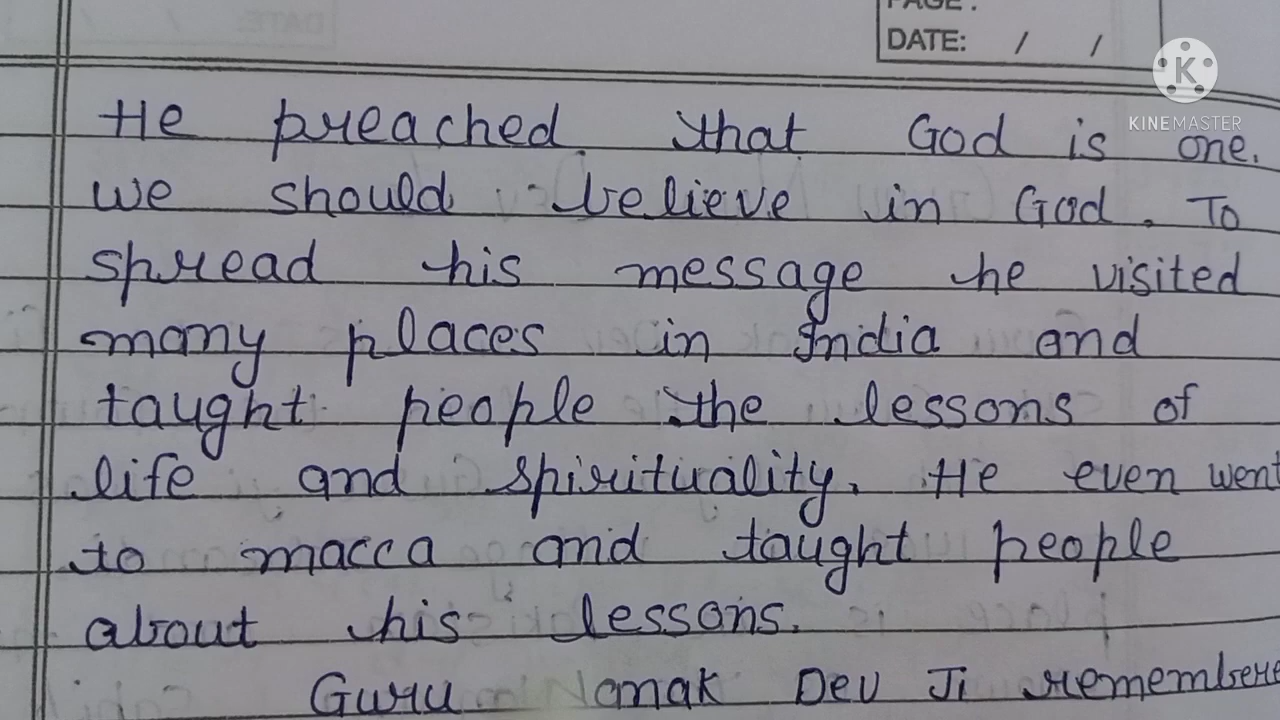 PAGE:
DATE: / /
KINEMASTER
He preached that God is one.
we should believe in God. To
spread his message he visited
many places in India and
taught people the lessons of
life and spirituality. He even went
to macca and taught people
about his lessons.
Guru Nanak Dev Ji remembere